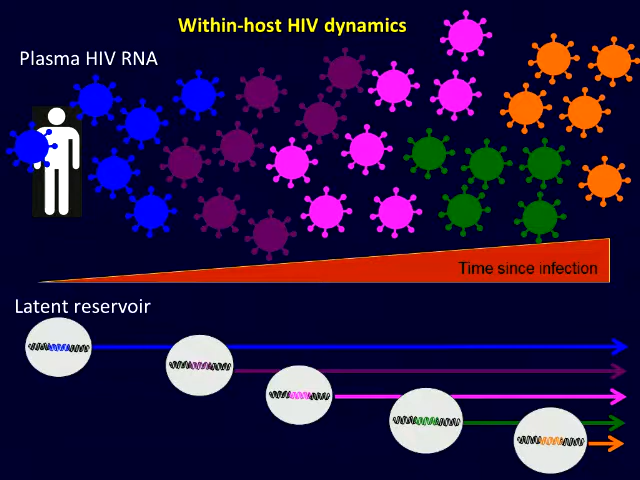 Within-host HIV dynamics
Plasma HIV RNA
Time since infection
Latent reservoir